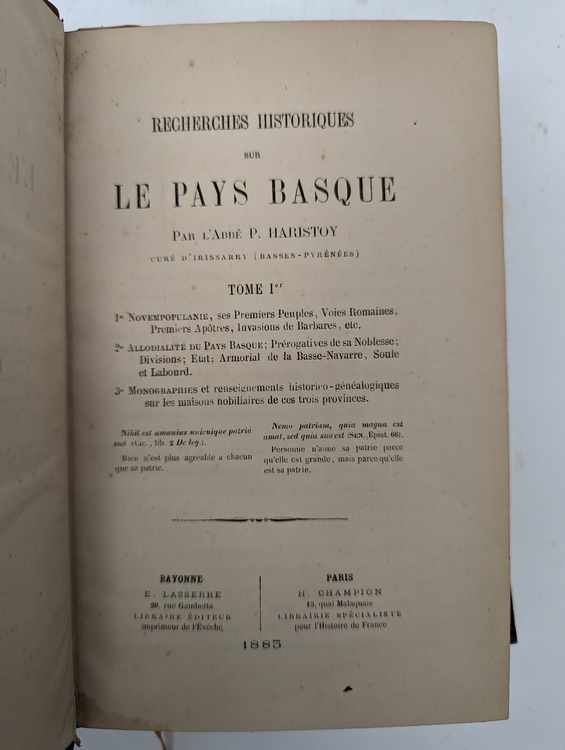 RECHERCHES HISTORIQUES
SUR
LE PAYS BASQUE
PAR L'ABBÉ P. HARISTOY
CURÉ D'IRISSARRY (BASSES-PYRÉNÉES)
TOME Ier
1º NOVEMPOPULANIE, ses Premiers Peuples, Voies Romaines,
Premiers Apôtres, Invasions de Barbares, etc.
2º ALLODIALITÉ DU PAYS BASQUE; Prérogatives de sa Noblesse;
Divisions; Etat; Armorial de la Basse-Navarre, Soule
et Labourd.
3º MONOGRAPHIES et renseignements historico-généalogiques
sur les maisons nobiliaires de ces trois provinces.
Nihil est amœnius unicuique patrie
sua CIC., lib. 2 De leg.
Rien n'est plus agréable à chacun
que sa patrie.
Nemo patriam, quia magna est
amat, sed quia sua est SEN. Epist. 66.
Personne n'aime sa patrie parce
qu'elle est grande, mais parce qu'elle
est sa patrie.
BAYONNE
E. LASSERRE
20, rue Gambetta
LIBRAIRE ÉDITEUR
Imprimeur de l'Évêché,
PARIS
H. CHAMPION
15, quai Malaquais
LIBRAIRIE SPÉCIALISTE
pour l'Histoire de France
1883